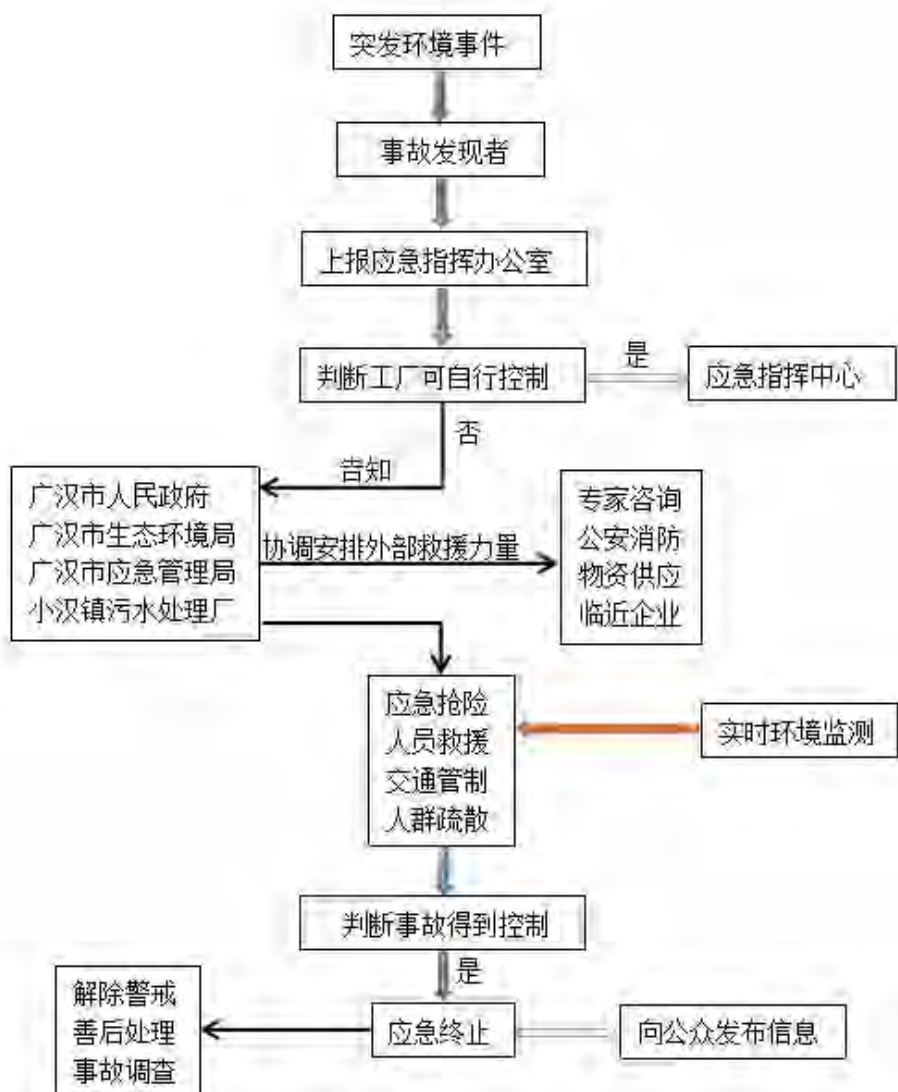 突发环境事件
事故发现者
上报应急指挥办公室
判断工厂可自行控制
是
应急指挥中心
否
告知
广汉市人民政府
广汉市生态环境局
广汉市应急管理局
小汉镇污水处理厂
协调安排外部救援力量
专家咨询
公安消防
物资供应
临近企业
应急抢险
人员救援
交通管制
人群疏散
实时环境监测
判断事故得到控制
是
解除警戒
善后处理
事故调查
应急终止
向公众发布信息